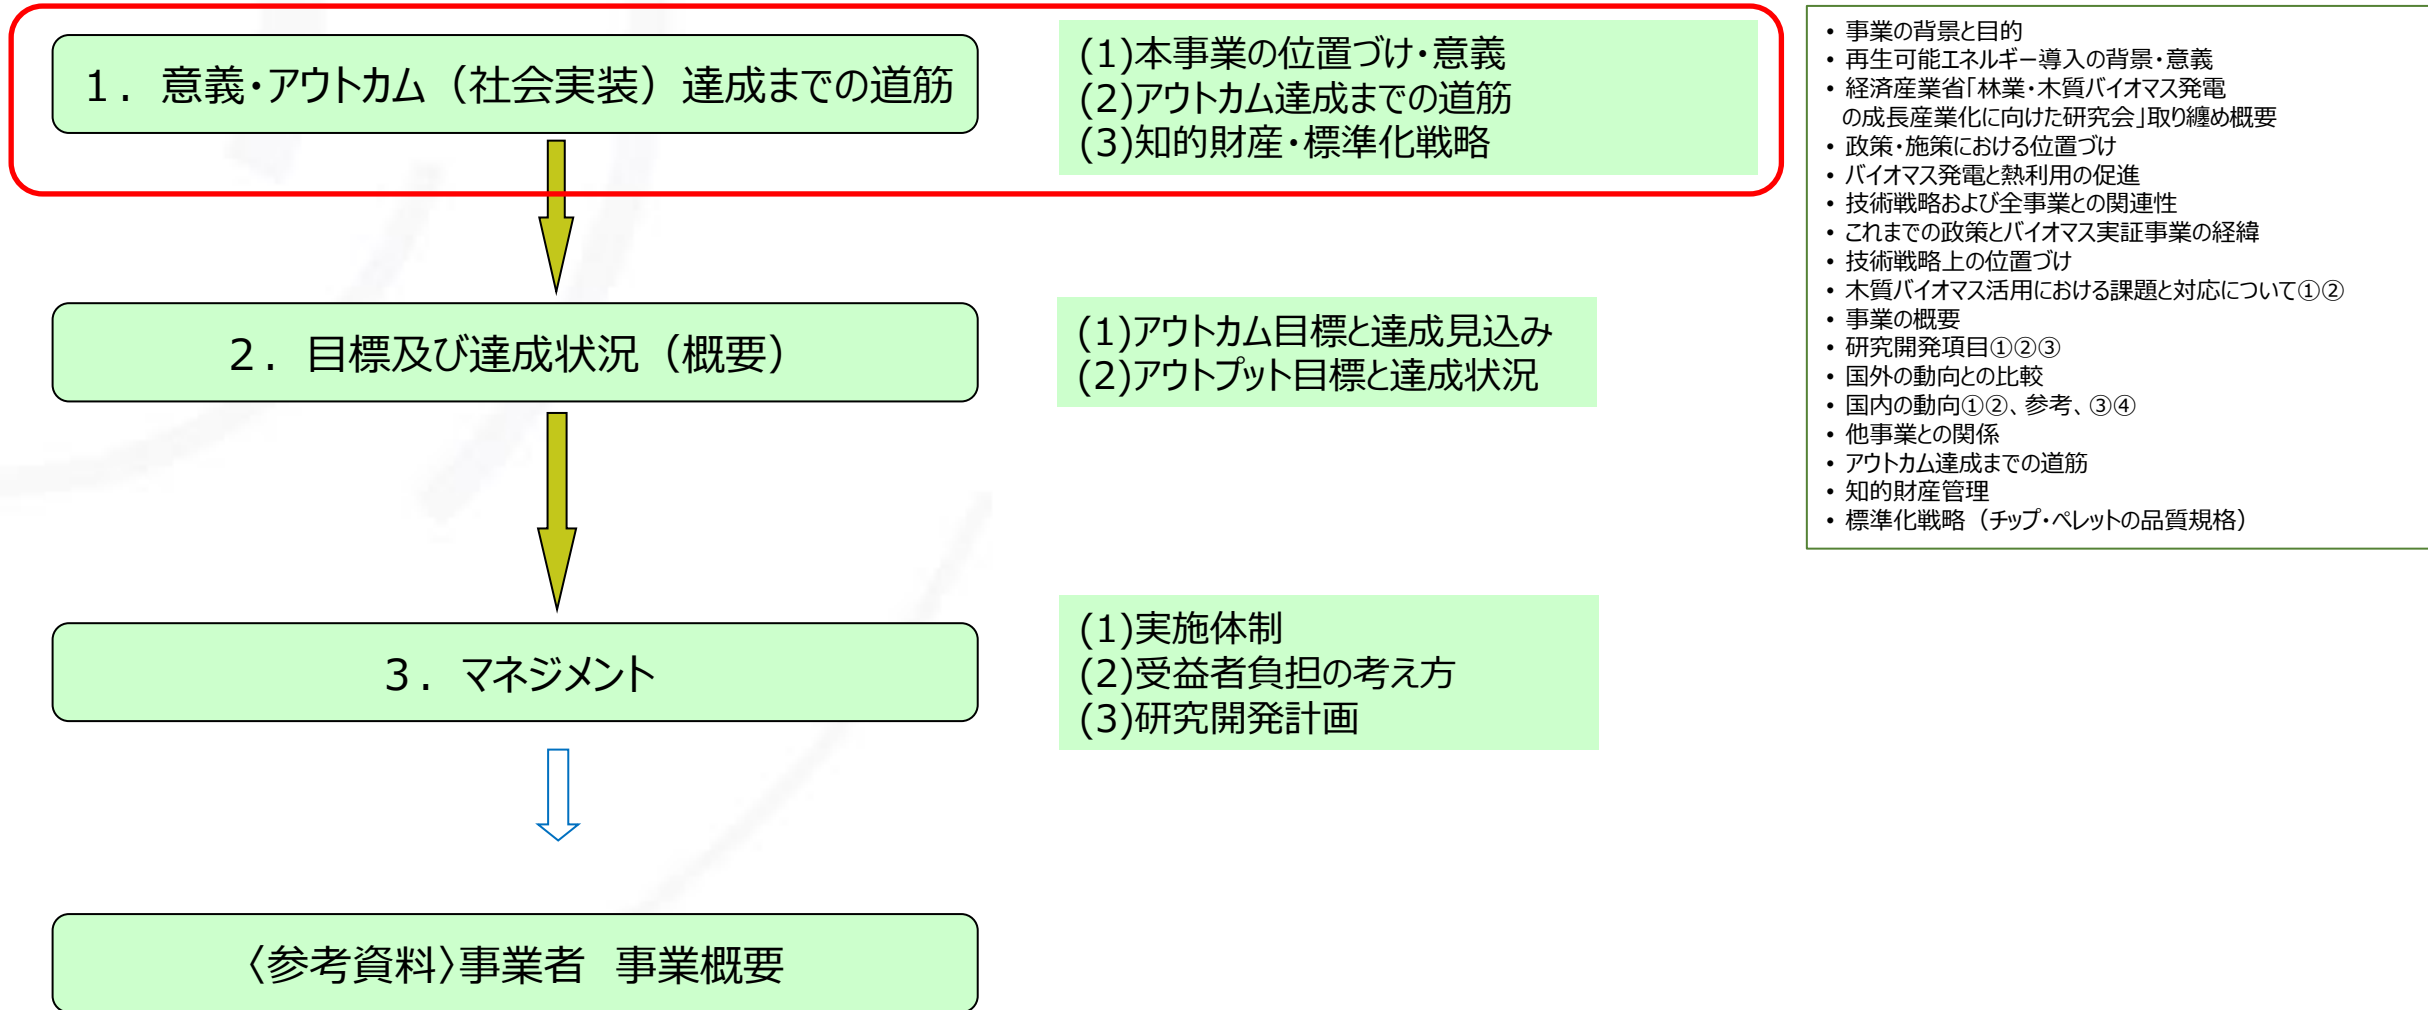 1．意義・アウトカム（社会実装）達成までの道筋
(1)本事業の位置づけ・意義
(2)アウトカム達成までの道筋
(3)知的財産・標準化戦略
2．目標及び達成状況（概要）
(1)アウトカム目標と達成見込み
(2)アウトプット目標と達成状況
3．マネジメント
(1)実施体制
(2)受益者負担の考え方
(3)研究開発計画
〈参考資料〉事業者　事業概要
• 事業の背景と目的
• 再生可能エネルギー導入の背景・意義
• 経済産業省「林業・木質バイオマス発電
の成長産業化に向けた研究会」取り纏め概要
• 政策・施策における位置づけ
• バイオマス発電と熱利用の促進
• 技術戦略および全事業との関連性
• これまでの政策とバイオマス実証事業の経緯
• 技術戦略上の位置づけ
• 木質バイオマス活用における課題と対応について①②
• 事業の概要
• 研究開発項目①②③
• 国外の動向との比較
• 国内の動向①②、参考、③④
• 他事業との関係
• アウトカム達成までの道筋
• 知的財産管理
• 標準化戦略（チップ・ペレットの品質規格）